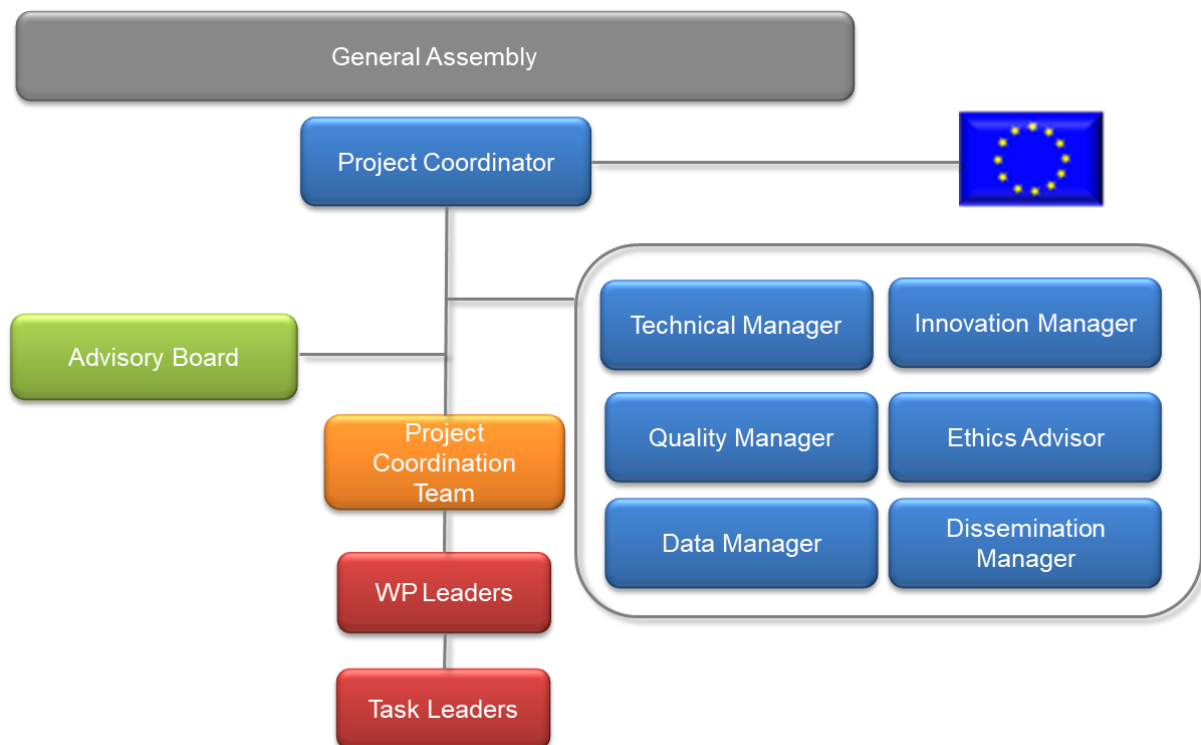 General Assembly
Project Coordinator
Technical Manager
Innovation Manager
Advisory Board
Project
Coordination
Team
Quality Manager
Ethics Advisor
Data Manager
Dissemination
Manager
WP Leaders
Task Leaders